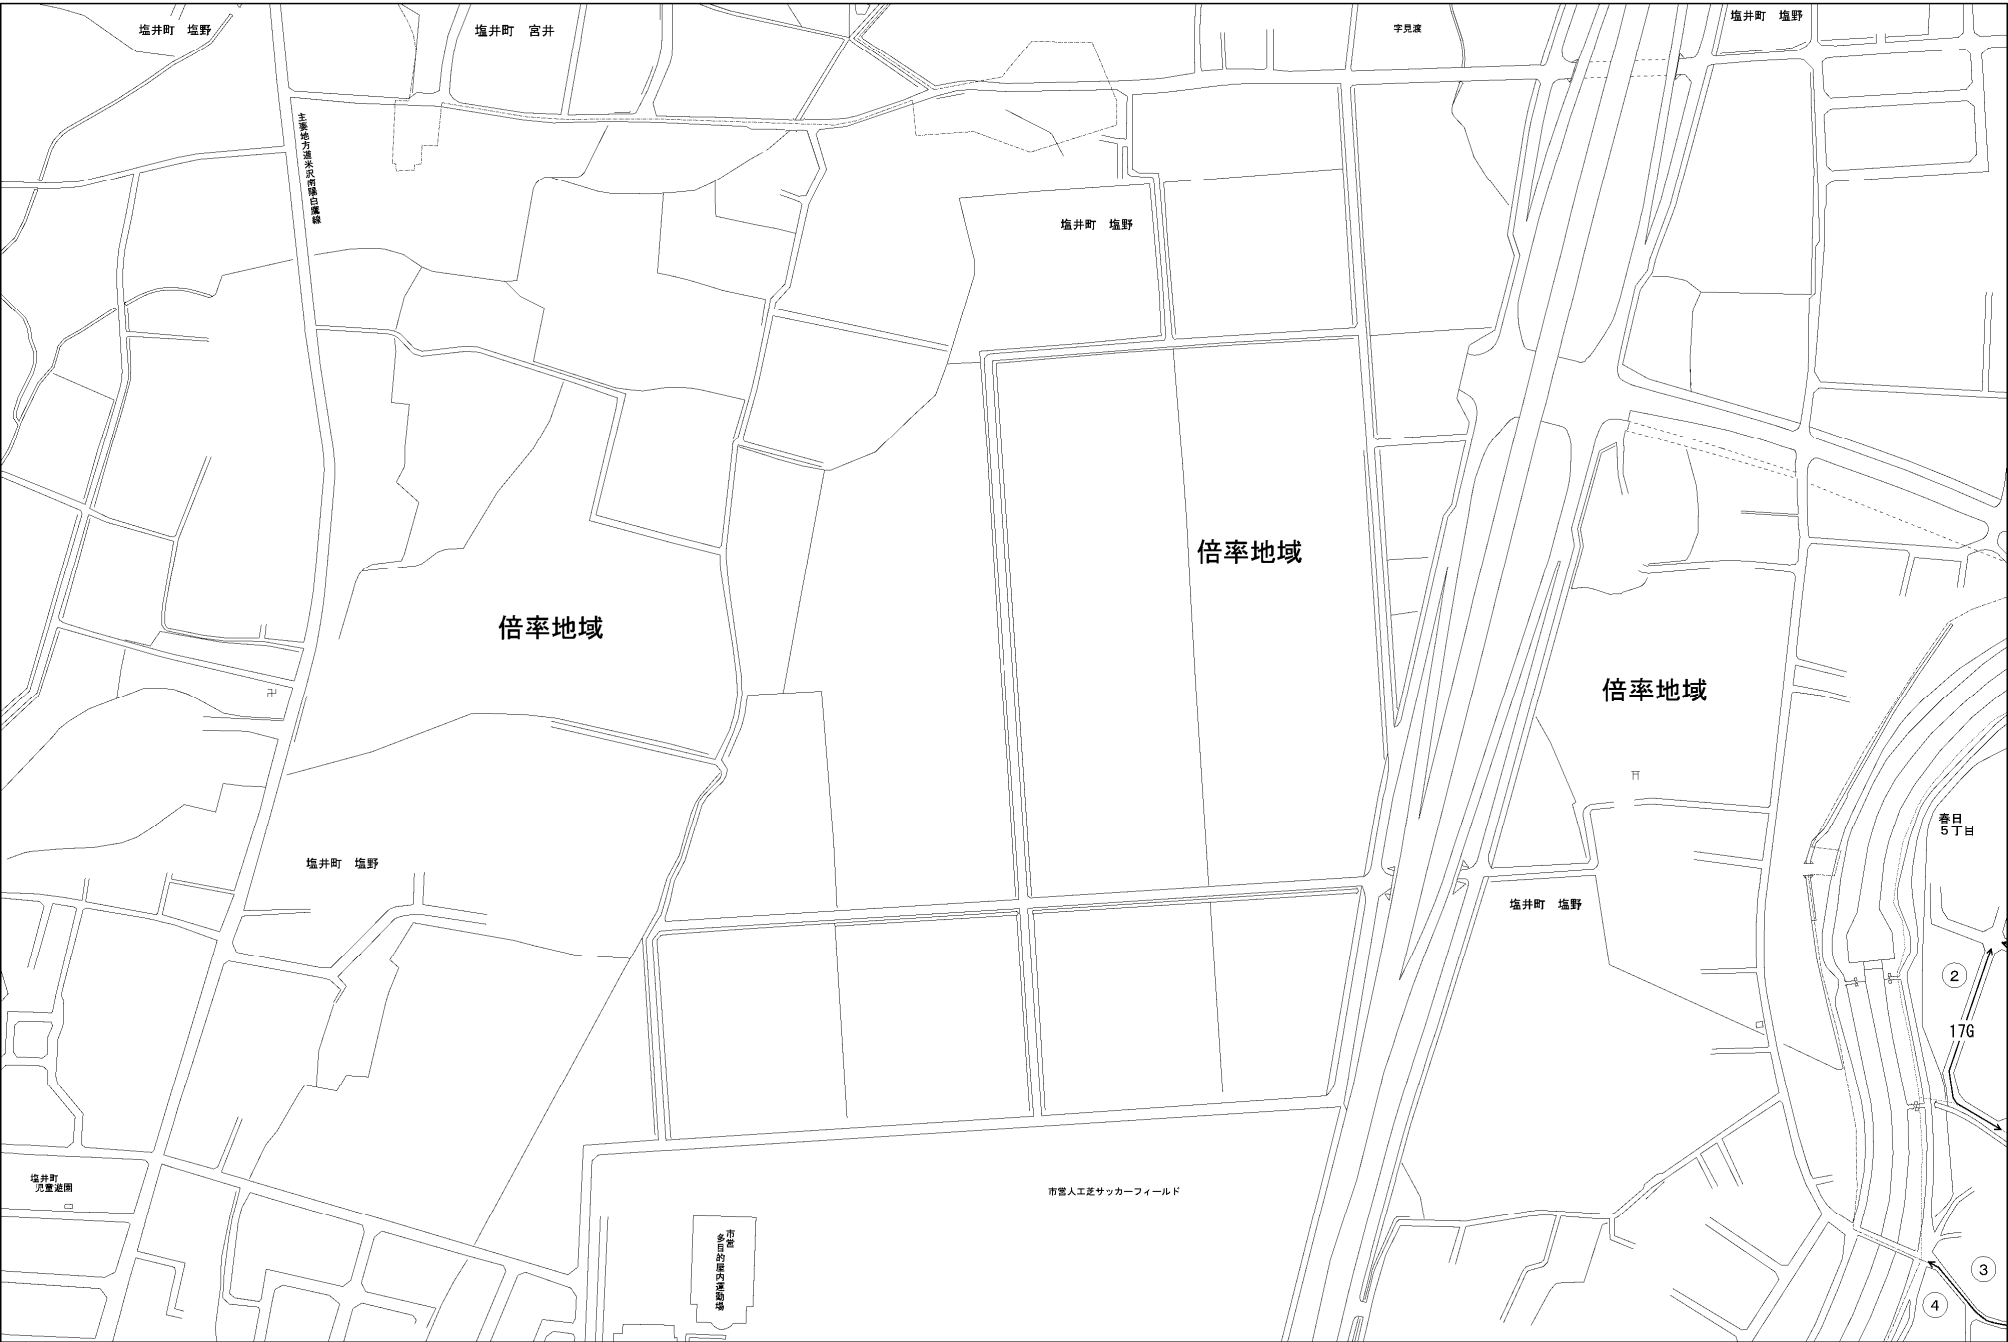 塩井町　塩野
塩井町　宮井
字見渡
塩井町　塩野
主要地方道米沢南陽白鷹線
塩井町　塩野
倍率地域
倍率地域
倍率地域
春日
５丁目
塩井町　塩野
塩井町　塩野
2
17G
塩井町
児童遊園
市営人工芝サッカーフィールド
市営
多目的屋内運動場
3
4